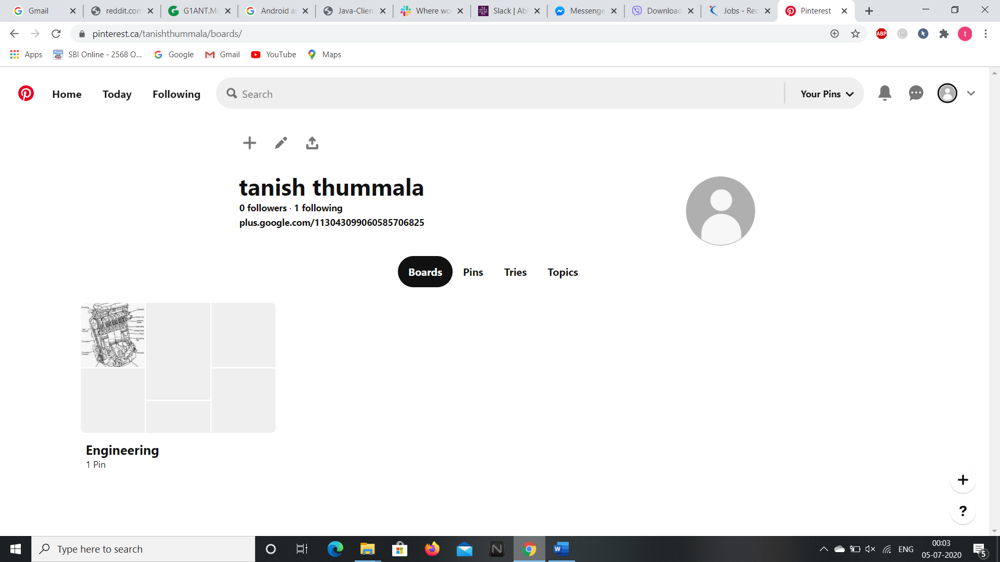 Gmail
reddit.com
G1ANT.Ma
Android a
Java-Clien
Where wo
Slack | Ab
Messenge
Download
Jobs - Rec
Pinterest
pinterest.ca/tanishthummala/boards/
ABP
t
Apps
SBI Online - 2568 O...
Google
Gmail
YouTube
Maps
Home
Today
Following
Search
Your Pins
tanish thummala
0 followers · 1 following
plus.google.com/113043099060585706825
Boards
Pins
Tries
Topics
Engineering
1 Pin
?
Type here to search
ENG
00:03
05-07-2020
5